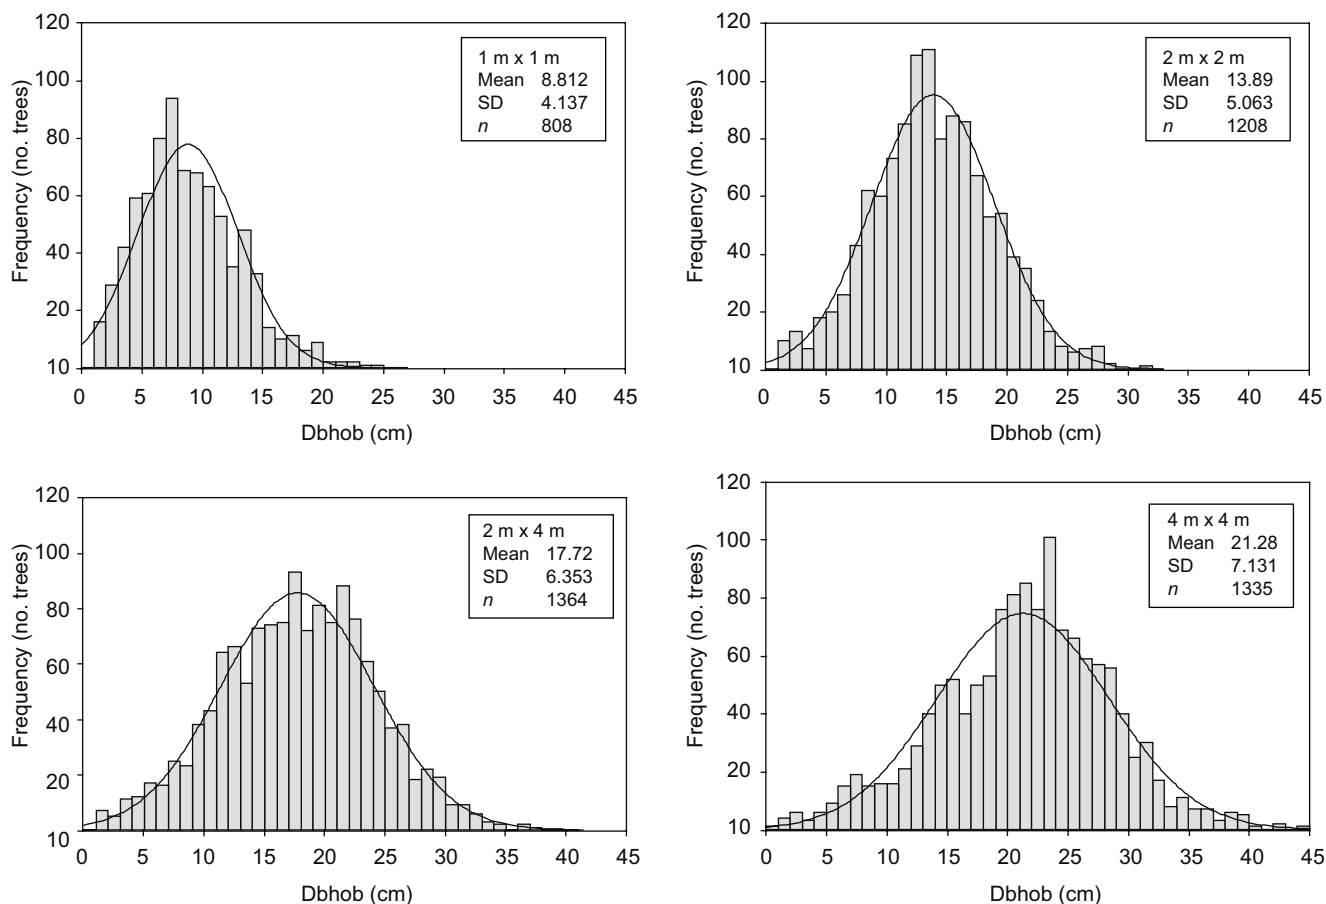 120
100
80
60
40
20
10
Frequency (no. trees)
1 m x 1 m
Mean 8.812
SD 4.137
n 808
0 5 10 15 20 25 30 35 40 45
Dbhob (cm)
120
100
80
60
40
20
10
Frequency (no. trees)
2 m x 2 m
Mean 13.89
SD 5.063
n 1208
0 5 10 15 20 25 30 35 40 45
Dbhob (cm)
120
100
80
60
40
20
10
Frequency (no. trees)
2 m x 4 m
Mean 17.72
SD 6.353
n 1364
0 5 10 15 20 25 30 35 40 45
Dbhob (cm)
120
100
80
60
40
20
10
Frequency (no. trees)
4 m x 4 m
Mean 21.28
SD 7.131
n 1335
0 5 10 15 20 25 30 35 40 45
Dbhob (cm)